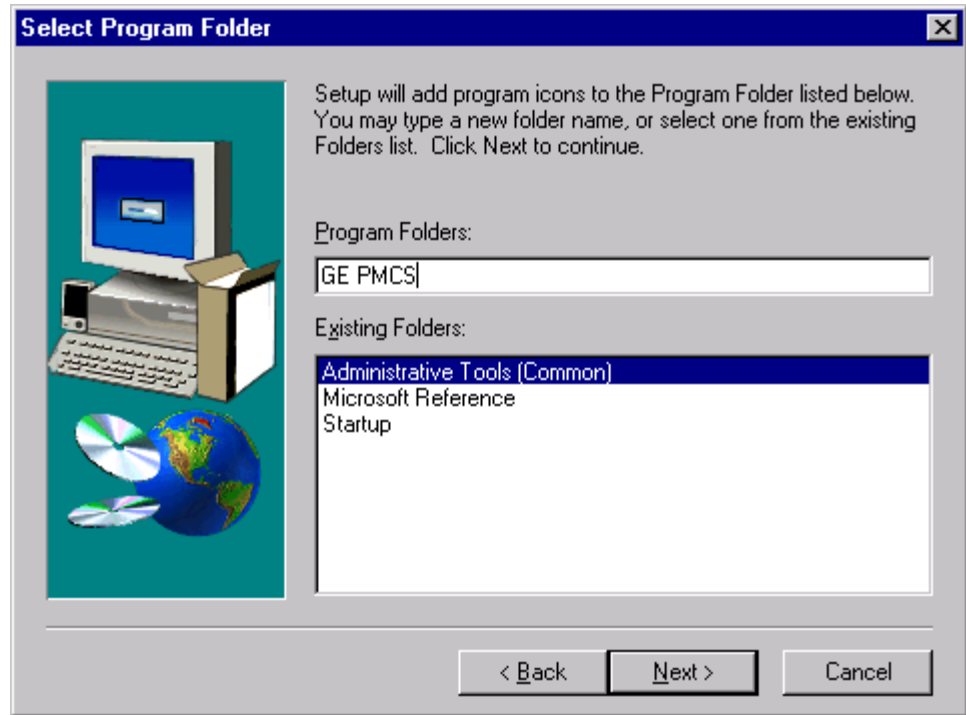 Select Program Folder
Setup will add program icons to the Program Folder listed below.
You may type a new folder name, or select one from the existing
Folders list.  Click Next to continue.
Program Folders:
GE PMCS
Existing Folders:
Administrative Tools (Common)
Microsoft Reference
Startup
< Back
Next >
Cancel